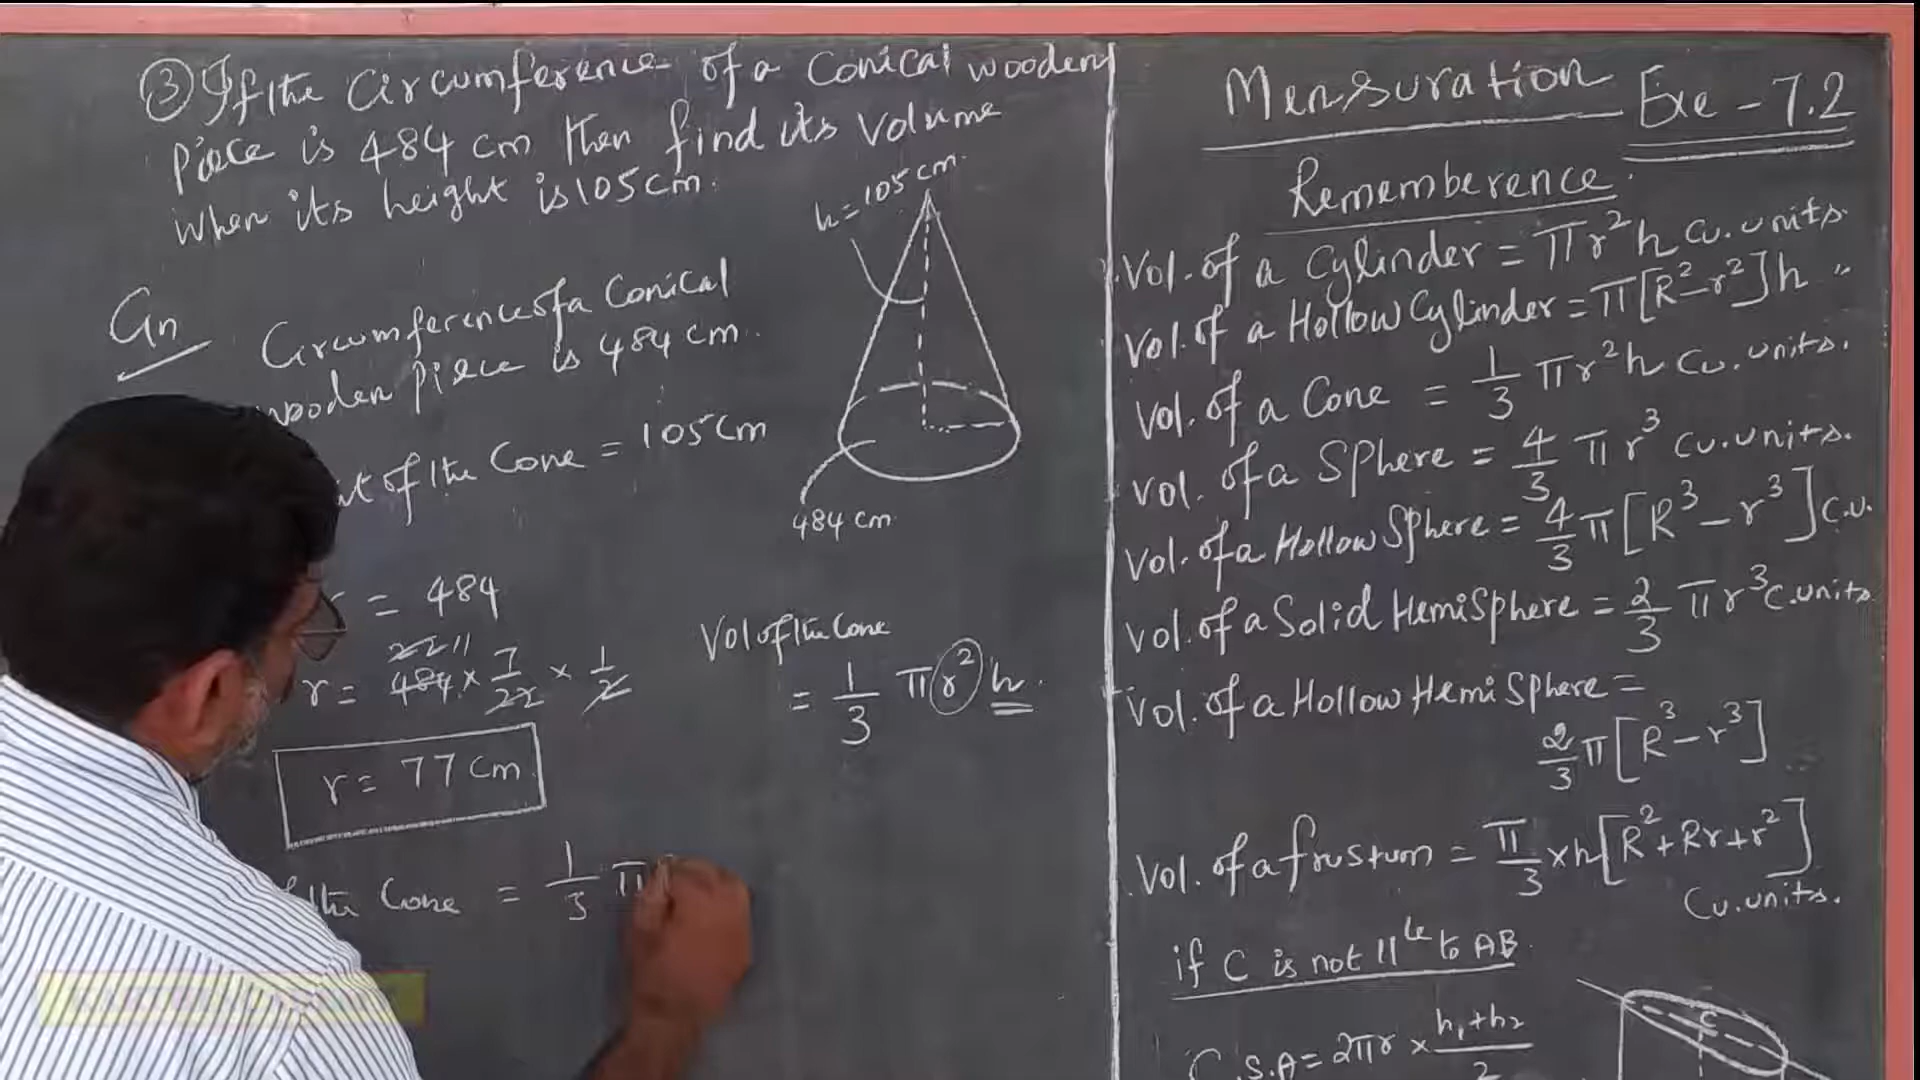 ③ If the Circumference of a Conical wooden
piece is 484 cm then find its Volume
when its height is 105 cm.
h = 105 cm.
Gn
Circumference of a Conical
wooden piece is 484 cm.
of the Cone = 105 cm
484 cm
= 484
22 11
r = 484 × 7/22 × 1/2
r = 77 cm
Vol of the Cone
= 1/3 πr² h.
the Cone = 1/3 π
Mensuration Exe - 7.2
Rememberence
Vol. of a Cylinder = πr²h Cu. units.
Vol. of a Hollow Cylinder = π[R²-r²]h "
Vol. of a Cone = 1/3 πr²h Cu. units.
Vol. of a Sphere = 4/3 πr³ Cu. units.
Vol. of a Hollow Sphere = 4/3 π[R³-r³] C.U.
Vol. of a Solid HemiSphere = 2/3 πr³ C.units
Vol. of a Hollow HemiSphere =
2/3 π[R³-r³]
Vol. of a frustum = π/3 ×h[R²+Rr+r²]
Cu. units.
if C is not 11le to AB
C.S.A = 2πr × h₁+h₂/2
C